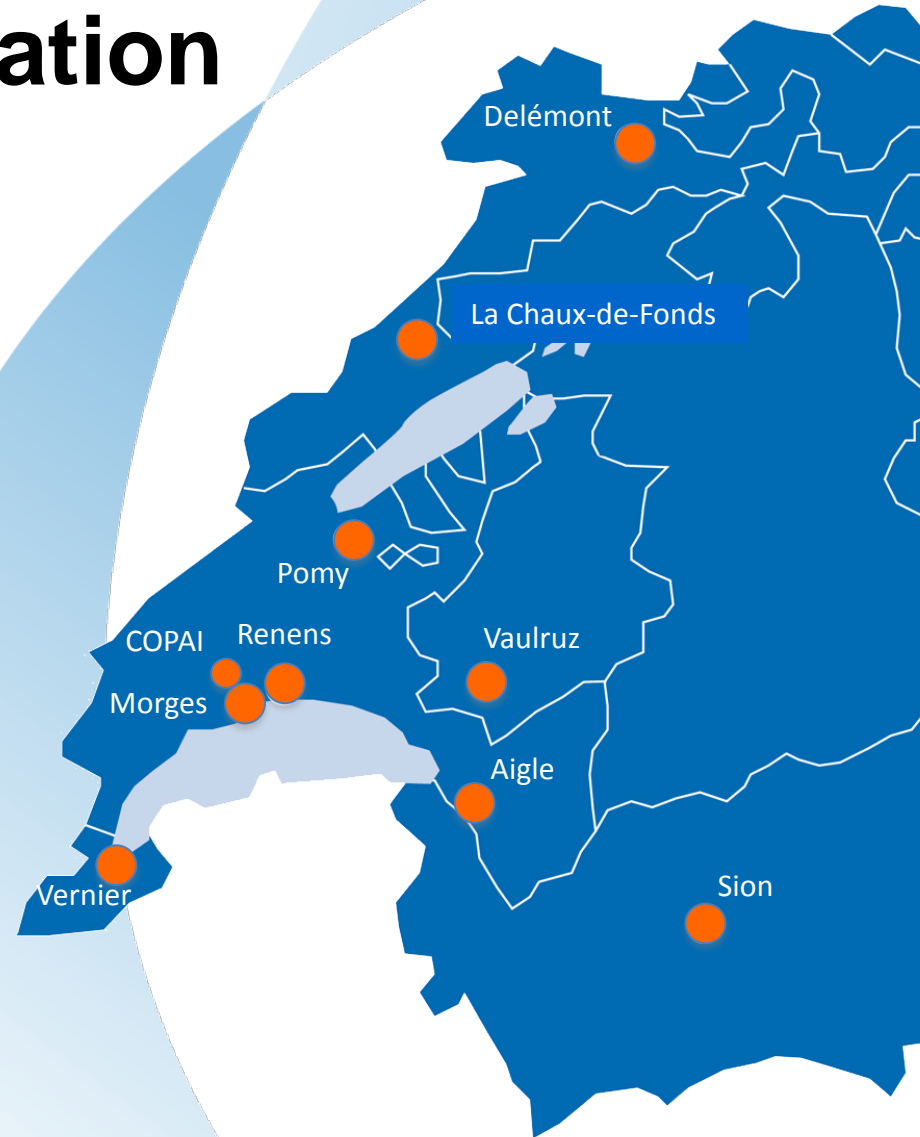 ation
Delémont
La Chaux-de-Fonds
Pomy
COPAI
Renens
Vaulruz
Morges
Aigle
Sion
Vernier